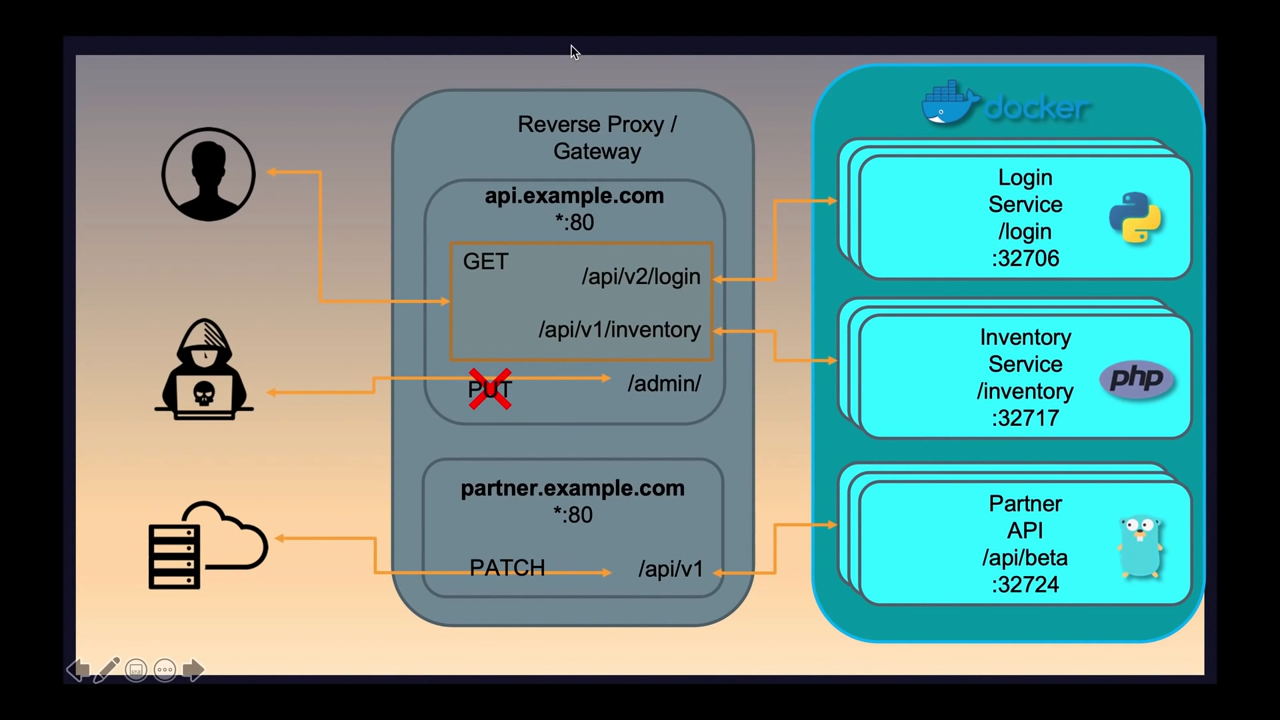 Reverse Proxy /
Gateway
api.example.com
*:80
GET
/api/v2/login
/api/v1/inventory
PUT
/admin/
partner.example.com
*:80
PATCH
/api/v1
docker
Login
Service
/login
:32706
Inventory
Service
/inventory
:32717
php
Partner
API
/api/beta
:32724